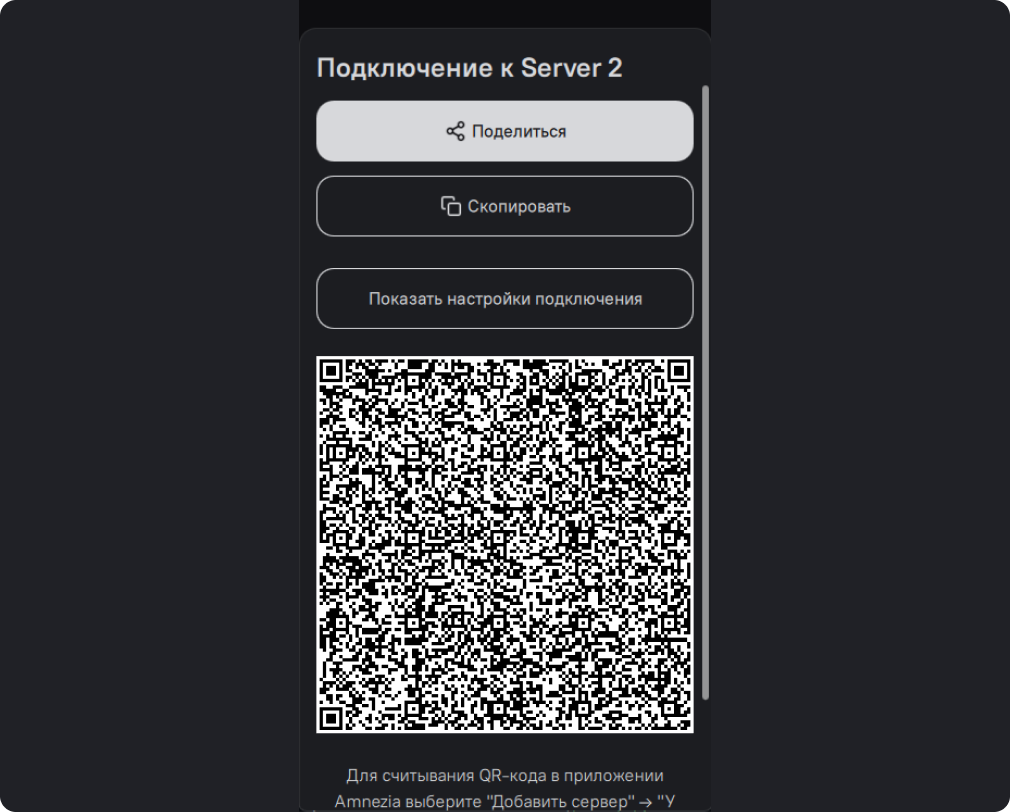 Подключение к Server 2
Поделиться
Скопировать
Показать настройки подключения
Для считывания QR-кода в приложении
Amnezia выберите "Добавить сервер" → "У